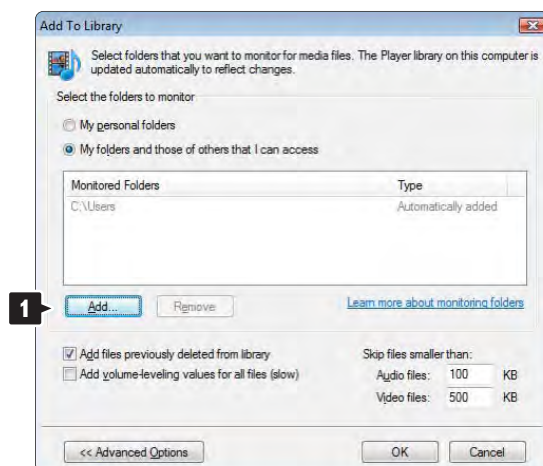 Add To Library
Select folders that you want to monitor for media files. The Player library on this computer is
updated automatically to reflect changes.
Select the folders to monitor
My personal folders
My folders and those of others that I can access
Monitored Folders Type
C:\Users Automatically added
1
Add... Remove Learn more about monitoring folders
Add files previously deleted from library
Add volume-leveling values for all files (slow)
Skip files smaller than:
Audio files: 100 KB
Video files: 500 KB
<< Advanced Options OK Cancel